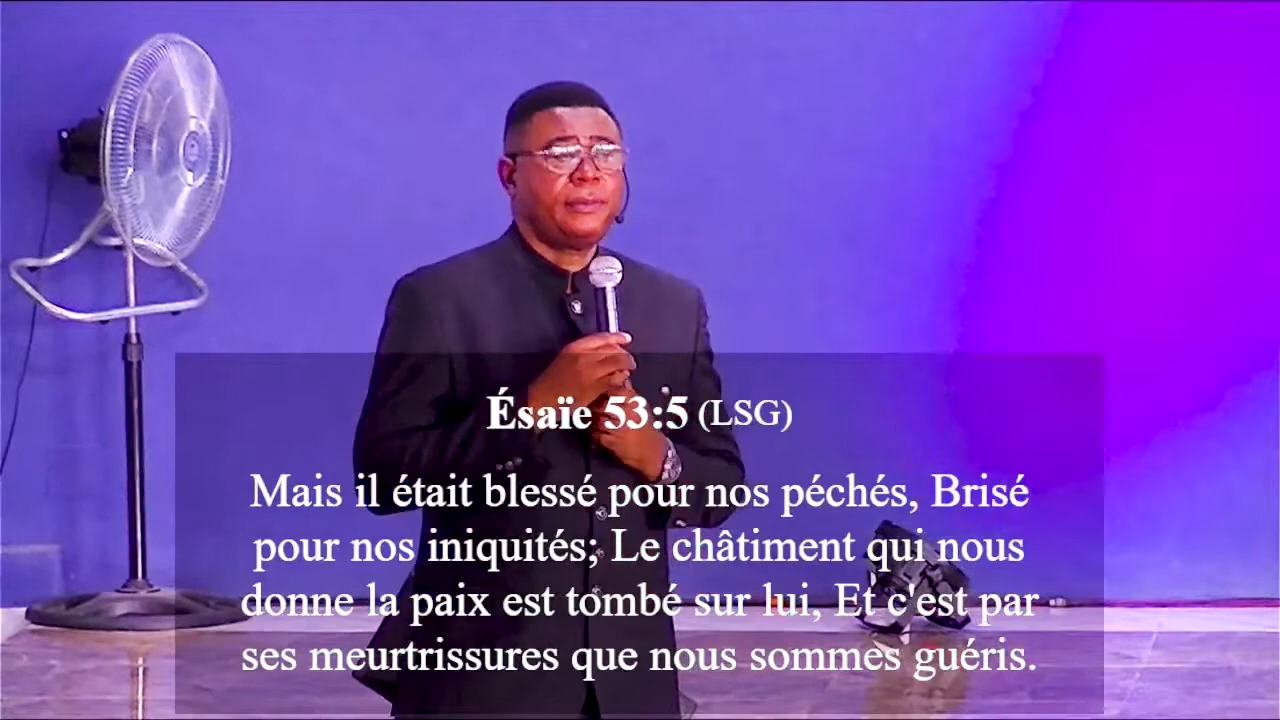 Ésaïe 53:5 (LSG)
Mais il était blessé pour nos péchés, Brisé
pour nos iniquités; Le châtiment qui nous
donne la paix est tombé sur lui, Et c'est par
ses meurtrissures que nous sommes guéris.